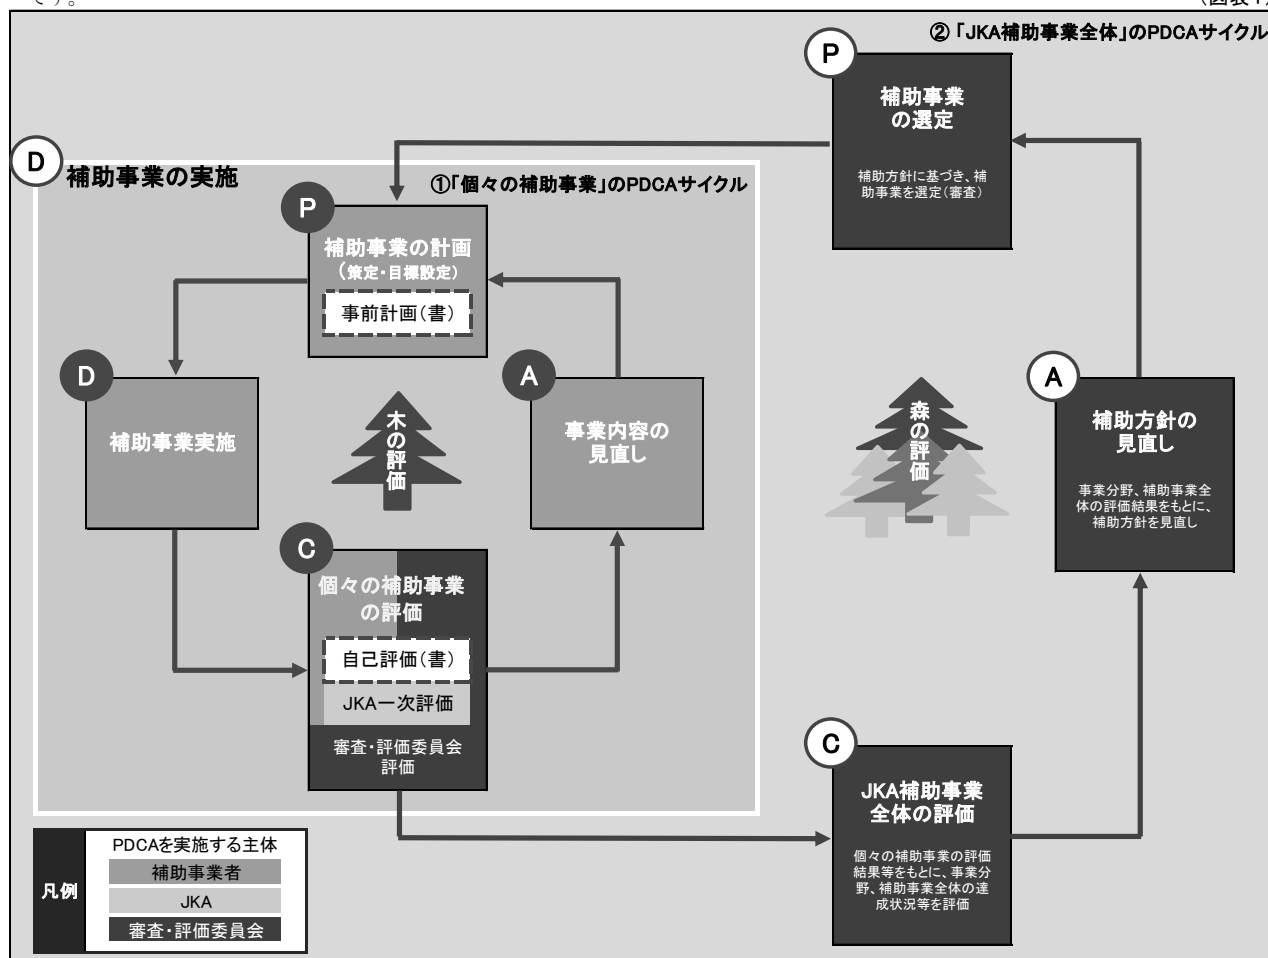 ②「JKA補助事業全体」のPDCAサイクル
P
補助事業
の選定
補助方針に基づき、補
助事業を選定(審査)
D
補助事業の実施
①「個々の補助事業」のPDCAサイクル
P
補助事業の計画
(策定・目標設定)
事前計画(書)
D
補助事業実施
木の評価
A
事業内容の
見直し
森の評価
A
補助方針の
見直し
事業分野、補助事業全
体の評価結果をもとに、
補助方針を見直し
C
個々の補助事業
の評価
自己評価(書)
JKA一次評価
審査・評価委員会
評価
C
JKA補助事業
全体の評価
個々の補助事業の評価
結果等をもとに、事業分
野、補助事業全体の達
成状況等を評価
凡例
PDCAを実施する主体
補助事業者
JKA
審査・評価委員会